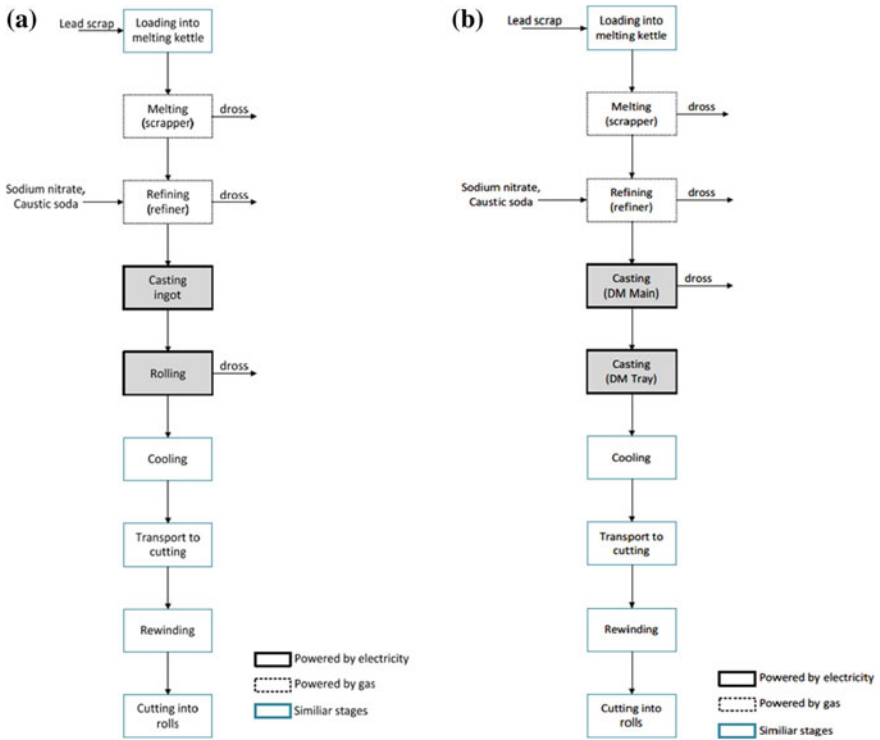 (a)
Lead scrap
Loading into
melting kettle
Melting
(scrapper)
dross
Sodium nitrate,
Caustic soda
Refining
(refiner)
dross
Casting
ingot
Rolling
dross
Cooling
Transport to
cutting
Rewinding
Cutting into
rolls
Powered by electricity
Powered by gas
Similiar stages
(b)
Lead scrap
Loading into
melting kettle
Melting
(scrapper)
dross
Sodium nitrate,
Caustic soda
Refining
(refiner)
dross
Casting
(DM Main)
dross
Casting
(DM Tray)
Cooling
Transport to
cutting
Rewinding
Cutting into
rolls
Powered by electricity
Powered by gas
Similiar stages